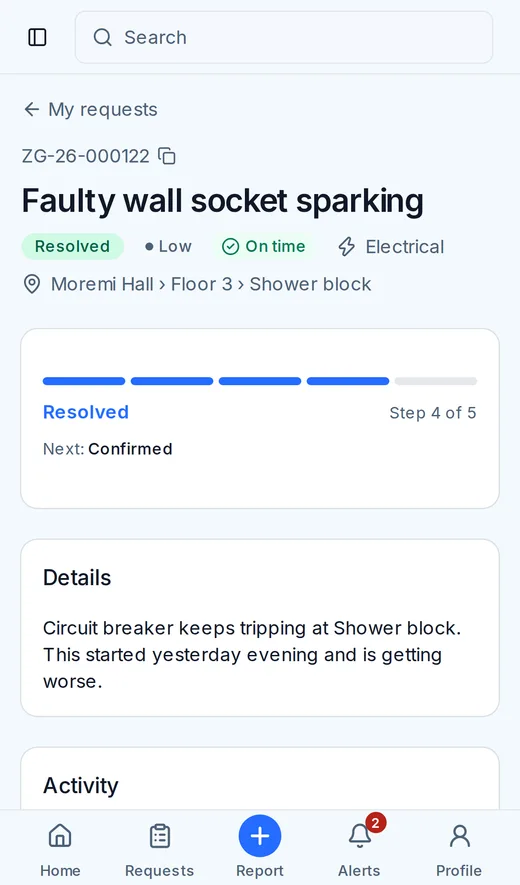 Search
My requests
ZG-26-000122
Faulty wall socket sparking
Resolved Low On time Electrical
Moremi Hall › Floor 3 › Shower block
Resolved Step 4 of 5
Next: Confirmed
Details
Circuit breaker keeps tripping at Shower block.
This started yesterday evening and is getting
worse.
Activity
2
Home Requests Report Alerts Profile